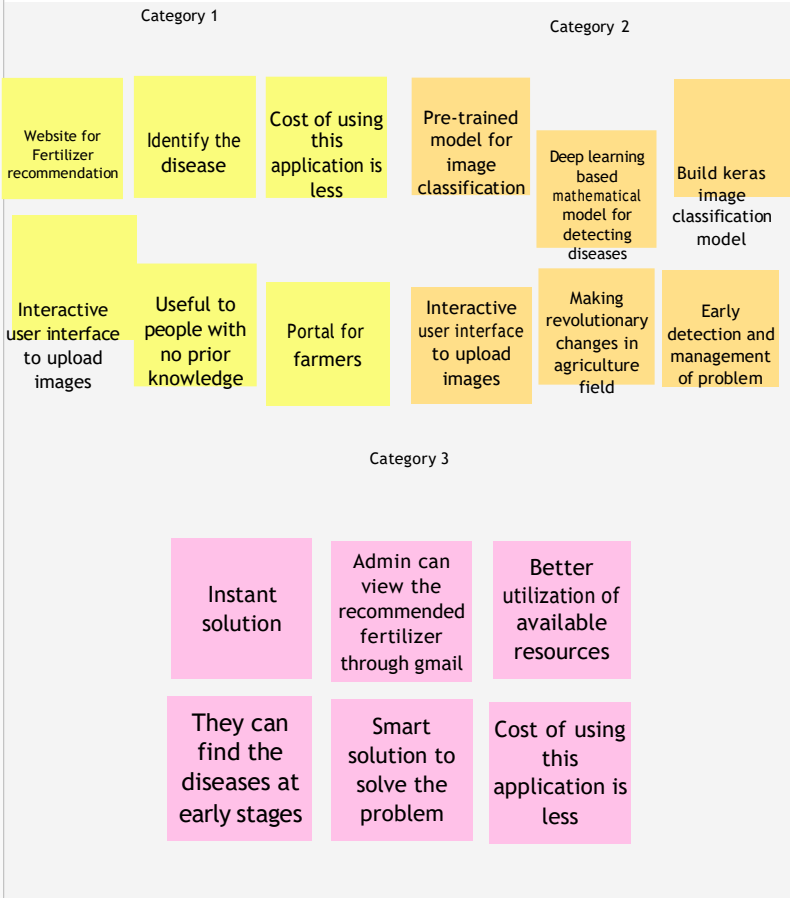 Category 1
Website for
Fertilizer
recommendation
Identify the
disease
Cost of using
this
application is
less
Interactive
user interface
to upload
images
Useful to
people with
no prior
knowledge
Portal for
farmers
Category 2
Pre-trained
model for
image
classification
Deep learning
based
mathematical
model for
detecting
diseases
Build keras
image
classification
model
Interactive
user interface
to upload
images
Making
revolutionary
changes in
agriculture
field
Early
detection and
management
of problem
Category 3
Instant
solution
Admin can
view the
recommended
fertilizer
through gmail
Better
utilization of
available
resources
They can
find the
diseases at
early stages
Smart
solution to
solve the
problem
Cost of using
this
application is
less